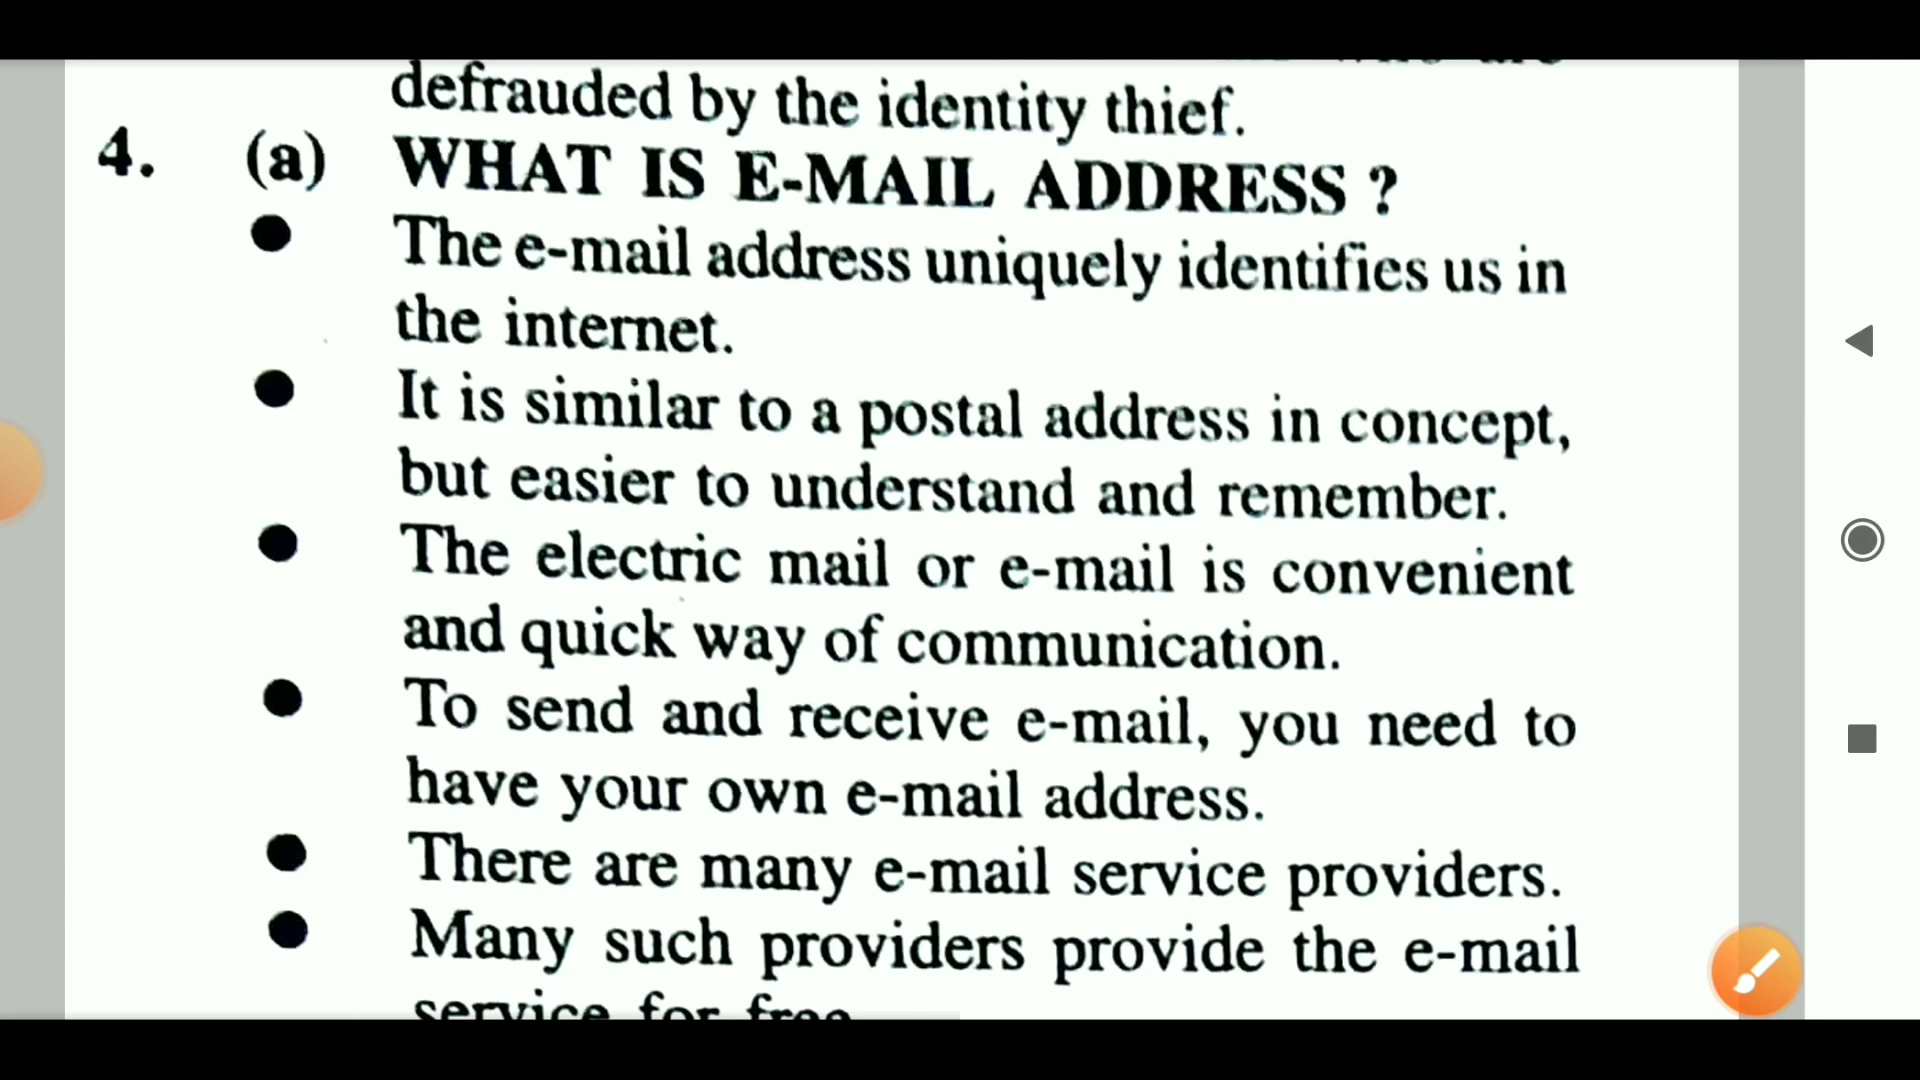 defrauded by the identity thief.
4. (a) WHAT IS E-MAIL ADDRESS ?
● The e-mail address uniquely identifies us in
the internet.
● It is similar to a postal address in concept,
but easier to understand and remember.
● The electric mail or e-mail is convenient
and quick way of communication.
● To send and receive e-mail, you need to
have your own e-mail address.
● There are many e-mail service providers.
● Many such providers provide the e-mail
service for free